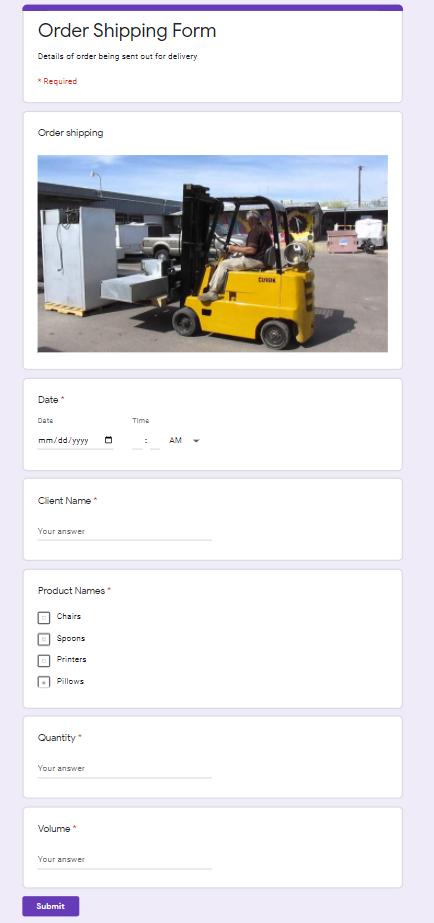 Order Shipping Form
Details of order being sent out for delivery
* Required
Order shipping
CLARK
Date *
Date Time
mm/dd/yyyy : AM
Client Name *
Your answer
Product Names *
Chairs
Spoons
Printers
Pillows
Quantity *
Your answer
Volume *
Your answer
Submit